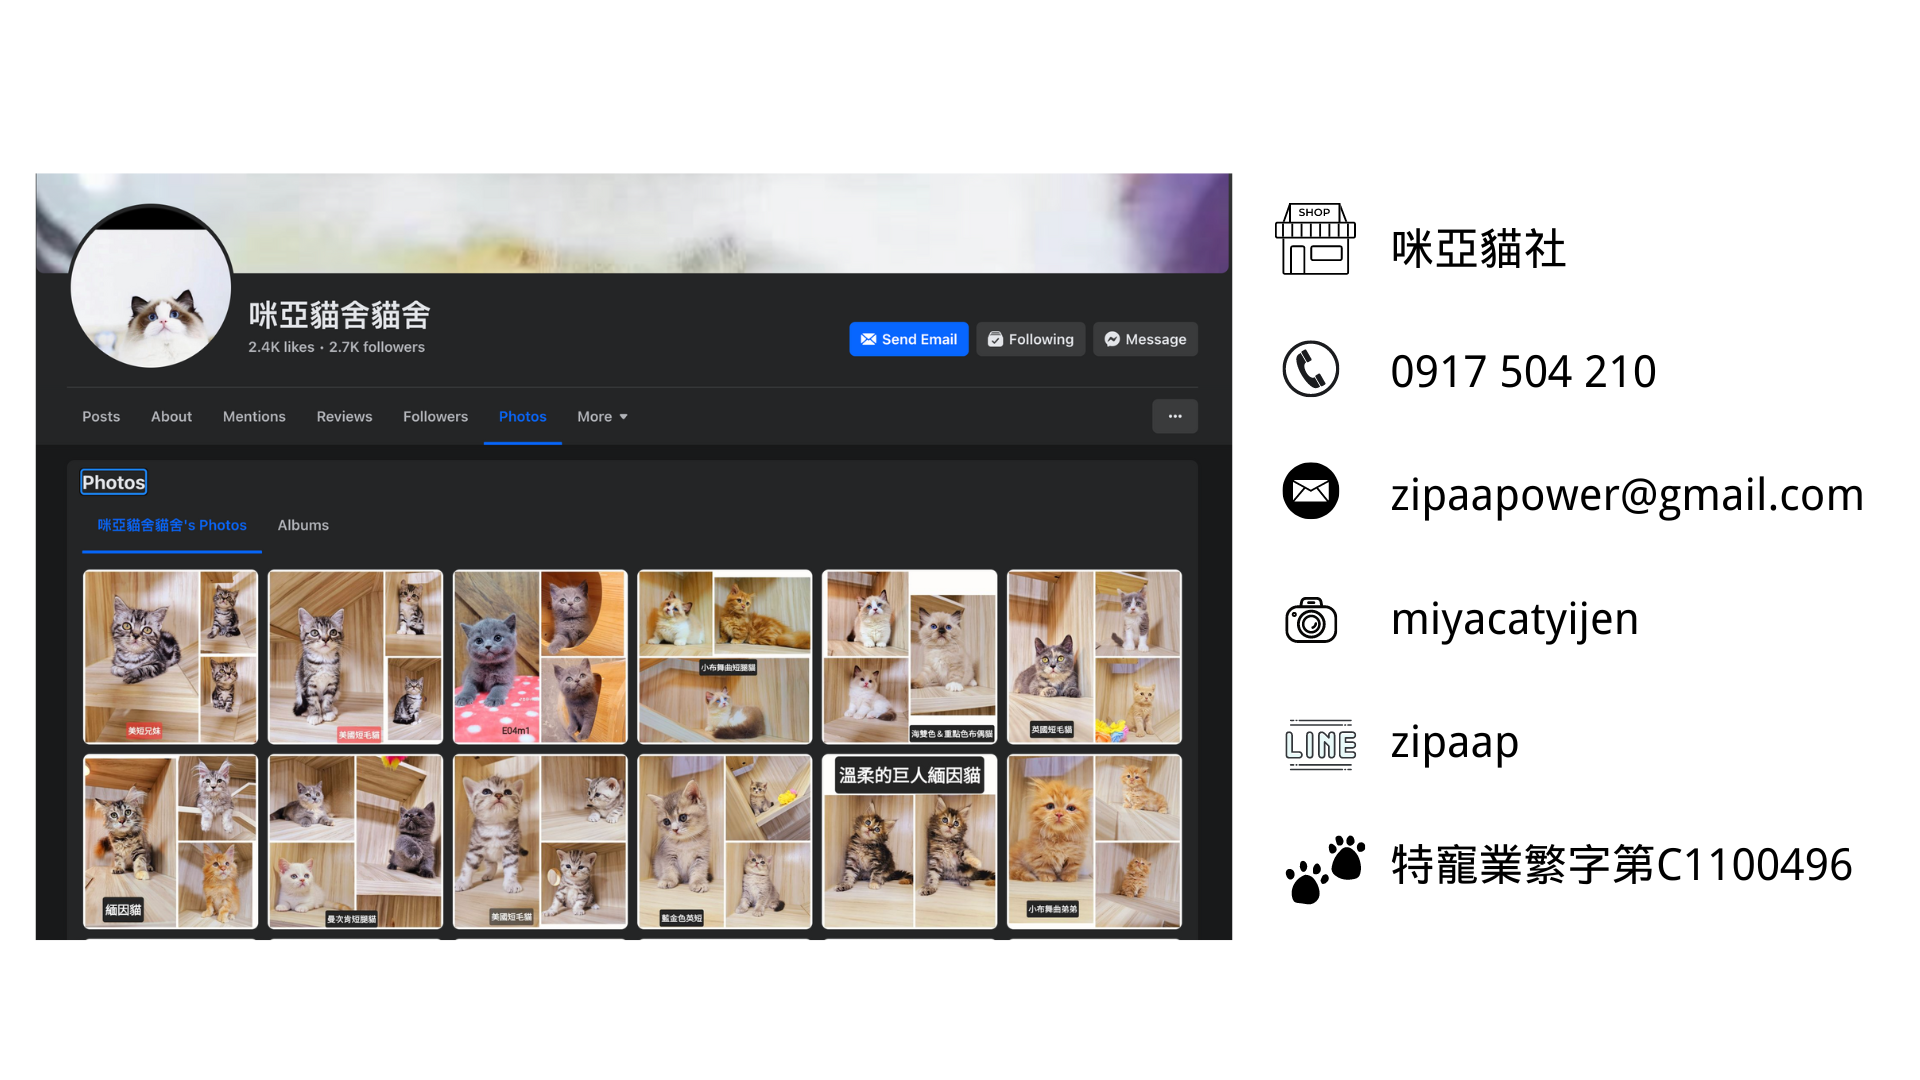 咪亞貓舍貓舍
2.4K likes • 2.7K followers
Send Email
Following
Message
Posts
About
Mentions
Reviews
Followers
Photos
More
Photos
咪亞貓舍貓舍's Photos
Albums
美短兄妹
美國短毛貓
E04m1
小布舞曲短腿貓
海雙色&重點色布偶貓
英國短毛貓
緬因貓
曼次肯短腿貓
美國短毛貓
藍金色英短
溫柔的巨人緬因貓
小布舞曲弟弟
SHOP
咪亞貓社
0917 504 210
zipaapower@gmail.com
miyacatyijen
LINE
zipaap
特寵業繁字第C1100496